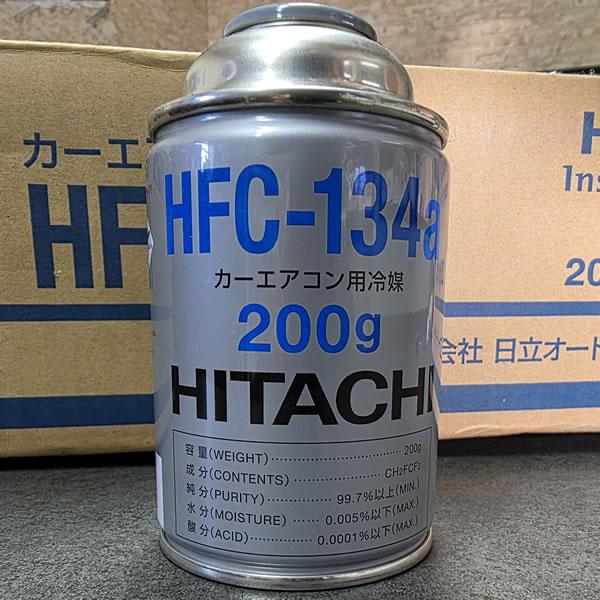 カーエア
HF
HFC-134a
カーエアコン用冷媒
200g
HITACHI
容量(WEIGHT) 200g
成分(CONTENTS) CH2FCF3
純分(PURITY) 99.7%以上(MIN.)
水分(MOISTURE) 0.005%以下(MAX.)
酸分(ACID) 0.0001%以下(MAX.)
H
Ins
20
会社 日立オート